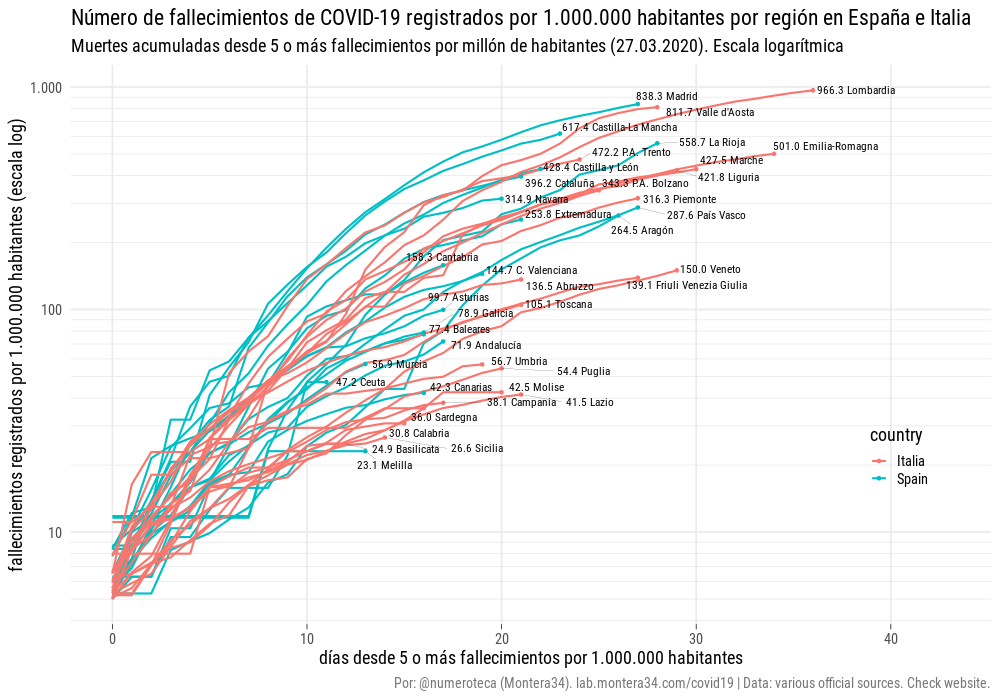 Número de fallecimientos de COVID-19 registrados por 1.000.000 habitantes por región en España e Italia
Muertes acumuladas desde 5 o más fallecimientos por millón de habitantes (27.03.2020). Escala logarítmica
fallecimientos registrados por 1.000.000 habitantes (escala log)
1.000
100
10
966.3 Lombardia
838.3 Madrid
811.7 Valle d'Aosta
617.4 Castilla-La Mancha
558.7 La Rioja
501.0 Emilia-Romagna
472.2 P.A. Trento
427.5 Marche
428.4 Castilla y León
421.8 Liguria
396.2 Cataluña
343.3 P.A. Bolzano
314.9 Navarra
316.3 Piemonte
253.8 Extremadura
287.6 País Vasco
264.5 Aragón
158.3 Cantabria
144.7 C. Valenciana
150.0 Veneto
136.5 Abruzzo
139.1 Friuli Venezia Giulia
99.7 Asturias
105.1 Toscana
78.9 Galicia
77.4 Baleares
71.9 Andalucía
56.9 Murcia
56.7 Umbria
54.4 Puglia
47.2 Ceuta
42.3 Canarias
42.5 Molise
38.1 Campania
41.5 Lazio
36.0 Sardegna
30.8 Calabria
24.9 Basilicata
26.6 Sicilia
23.1 Melilla
country
Italia
Spain
0
10
20
30
40
días desde 5 o más fallecimientos por 1.000.000 habitantes
Por: @numeroteca (Montera34). lab.montera34.com/covid19 | Data: various official sources. Check website.